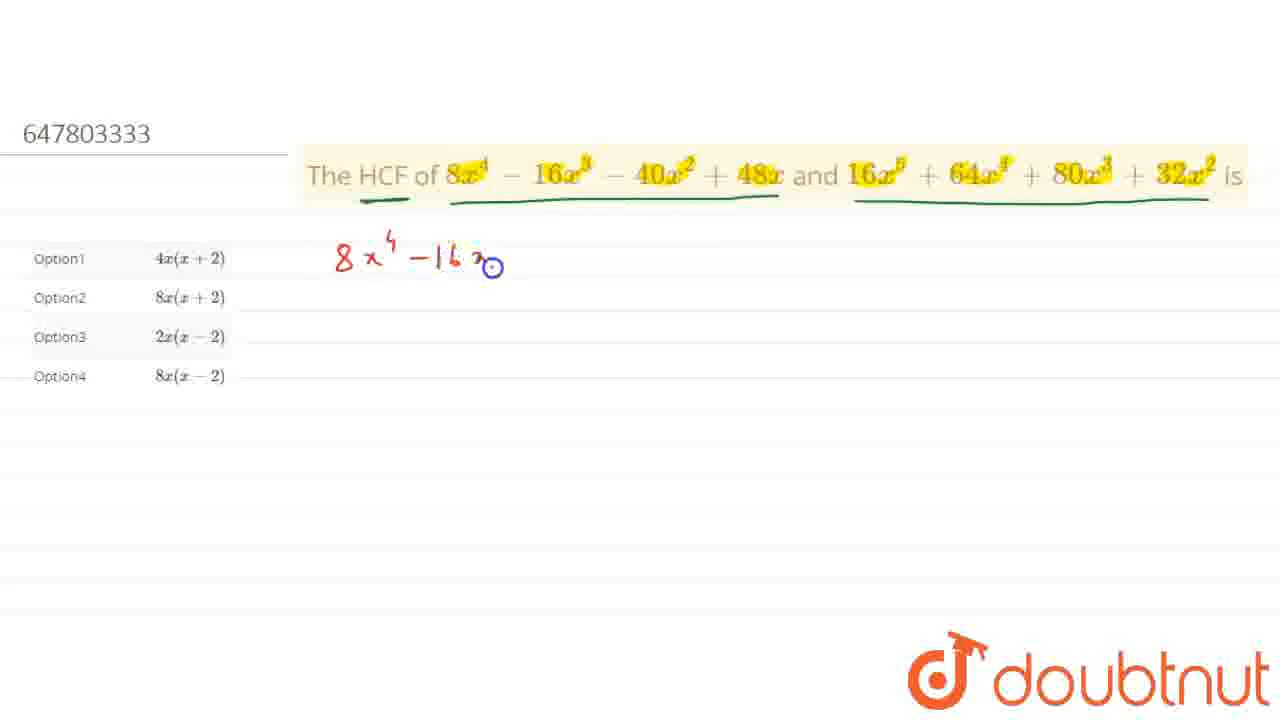 647803333
The HCF of 8x⁴ − 16x³ − 40x² + 48x and 16x⁵ + 64x⁴ + 80x³ + 32x² is
8x⁴ − 16x
Option1 4x(x + 2)
Option2 8x(x + 2)
Option3 2x(x − 2)
Option4 8x(x − 2)
doubtnut